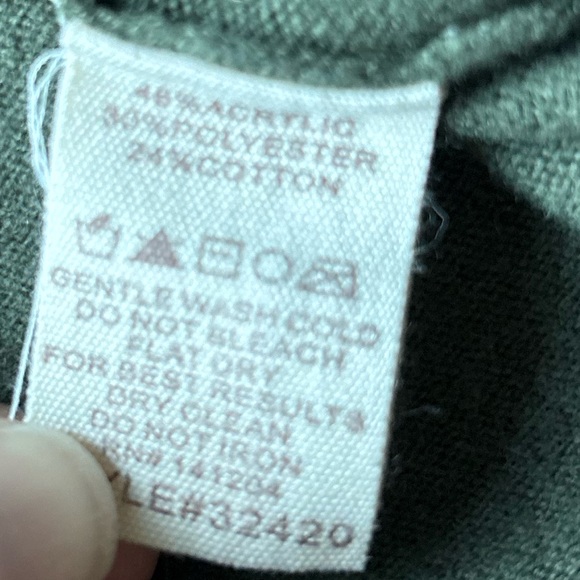 46% ACRYLIC
30% POLYESTER
24% COTTON
GENTLE WASH COLD
DO NOT BLEACH
FLAT DRY
FOR BEST RESULTS
DRY CLEAN
DO NOT IRON
RN# 141204
LE#32420